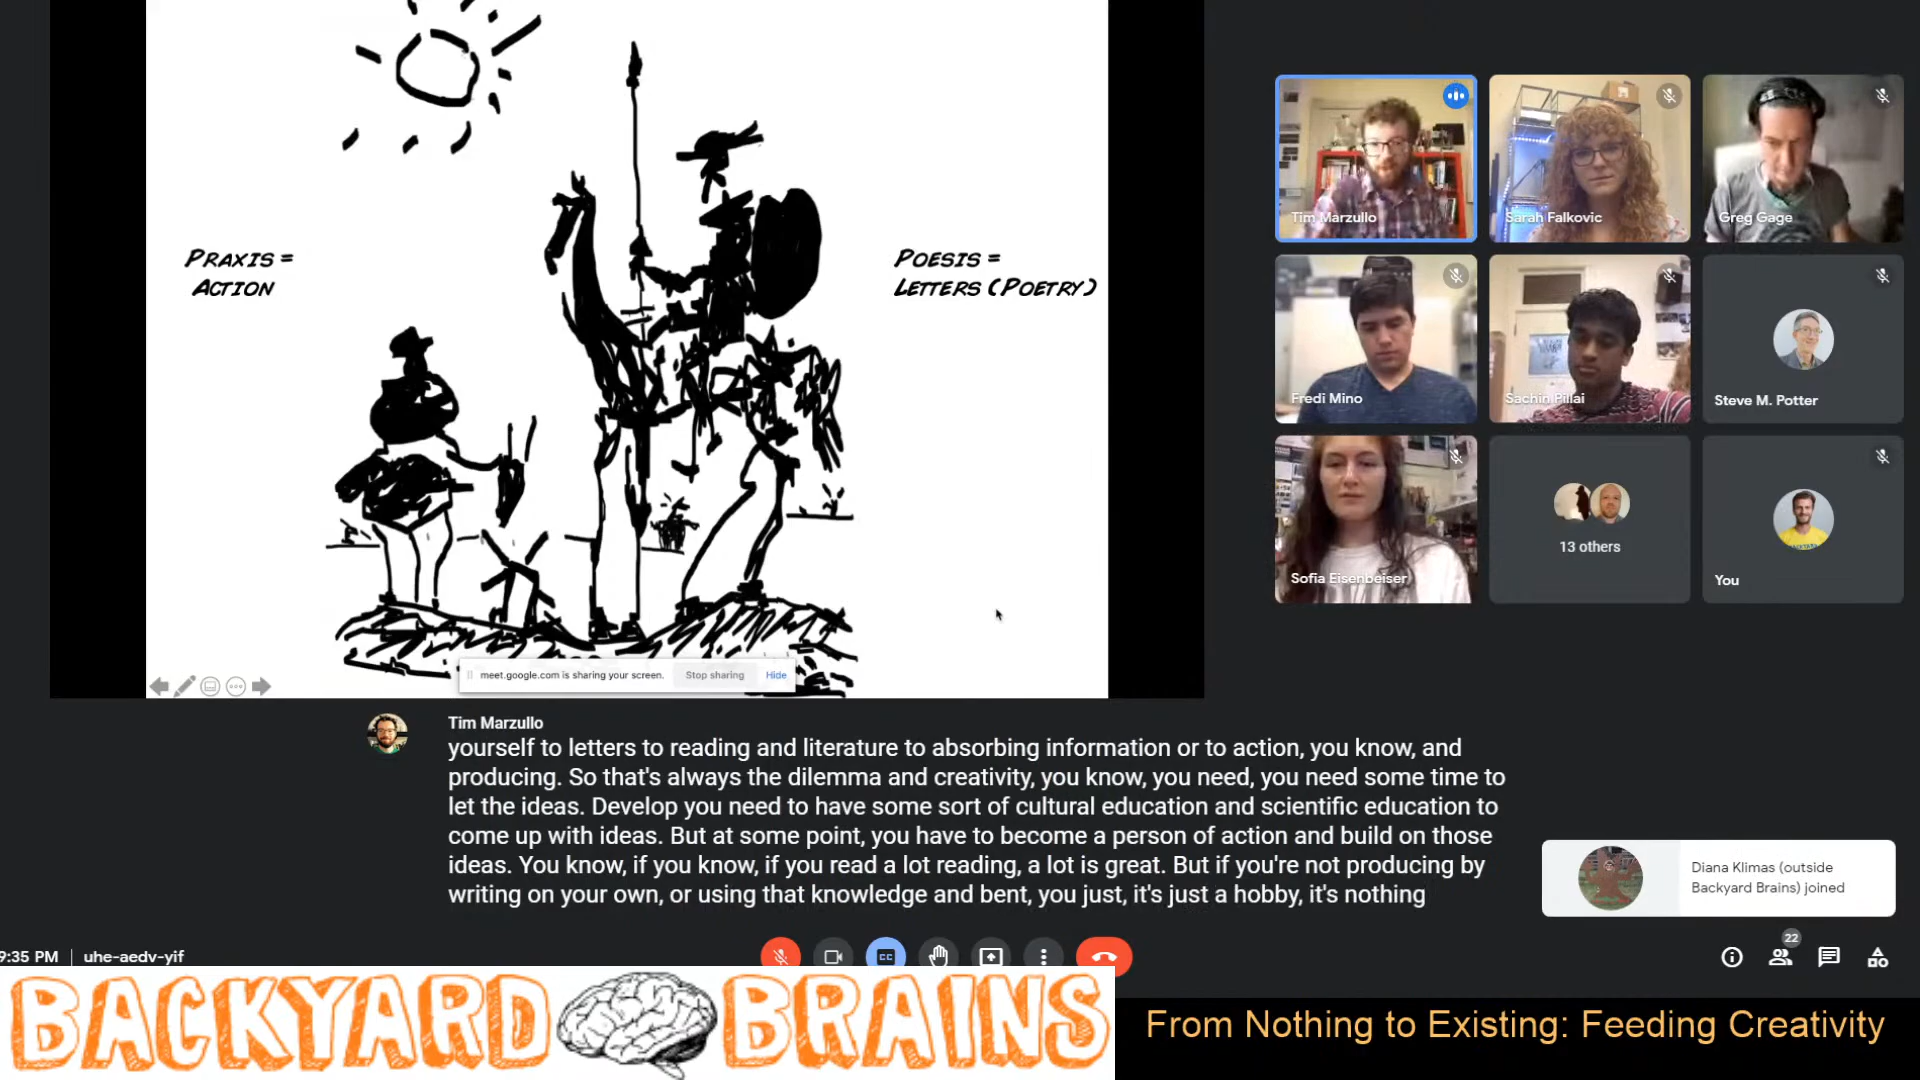 PRAXIS =
ACTION
POESIS =
LETTERS (POETRY)
meet.google.com is sharing your screen.
Stop sharing
Hide
Tim Marzullo
Sarah Falkovic
Greg Gage
Fredi Mino
Sachin Pillai
Steve M. Potter
Sofia Eisenbeiser
13 others
You
Tim Marzullo
yourself to letters to reading and literature to absorbing information or to action, you know, and
producing. So that's always the dilemma and creativity, you know, you need, you need some time to
let the ideas. Develop you need to have some sort of cultural education and scientific education to
come up with ideas. But at some point, you have to become a person of action and build on those
ideas. You know, if you know, if you read a lot reading, a lot is great. But if you're not producing by
writing on your own, or using that knowledge and bent, you just, it's just a hobby, it's nothing
Diana Klimas (outside
Backyard Brains) joined
9:35 PM | uhe-aedv-yif
CC
22
BACKYARD BRAINS
From Nothing to Existing: Feeding Creativity